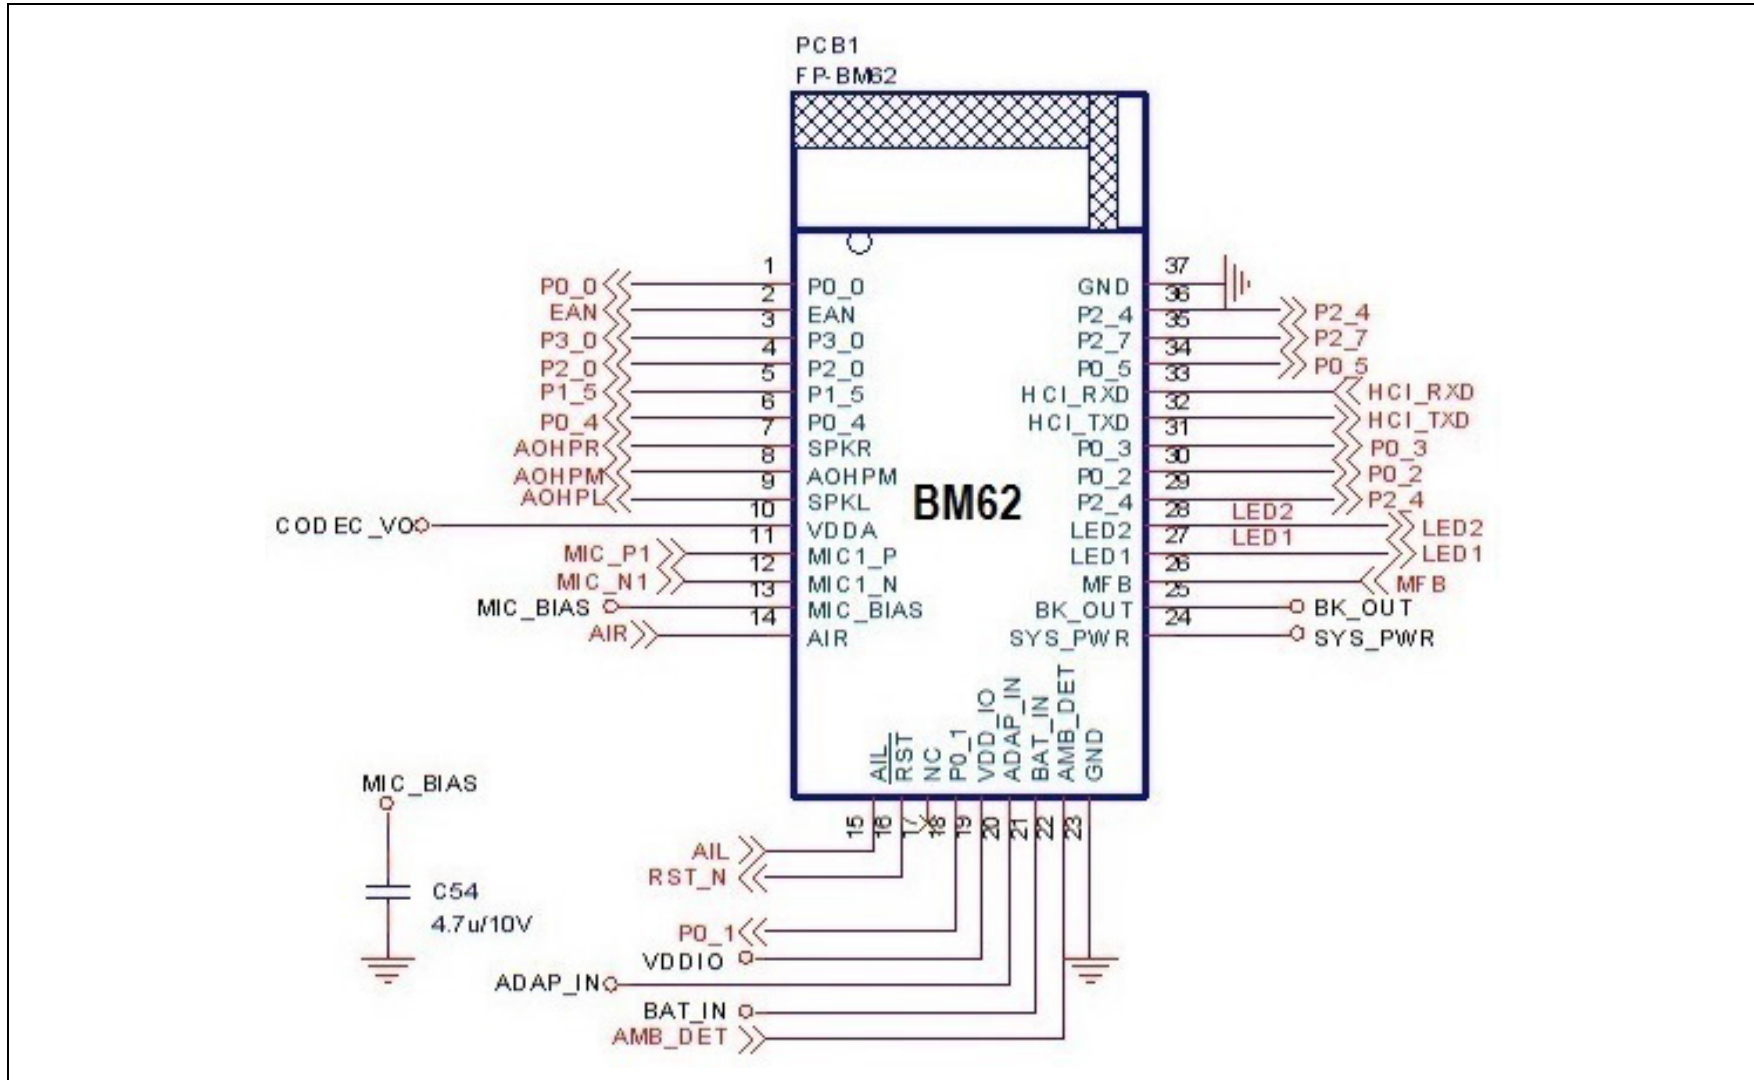 PCB1
FP-BM62
1
P0_0 P0_0
2
EAN EAN
3
P3_0 P3_0
4
P2_0 P2_0
5
P1_5 P1_5
6
P0_4 P0_4
7
AOHPR SPKR
8
AOHPM AOHPM
9
AOHPL SPKL
10
CODEC_VO VDDA
11
MIC_P1 MIC1_P
12
MIC_N1 MIC1_N
13
MIC_BIAS MIC_BIAS
14
AIR AIR
BM62
37
GND
36
P2_4 P2_4
35
P2_7 P2_7
34
P0_5 P0_5
33
HCI_RXD HCI_RXD
32
HCI_TXD HCI_TXD
31
P0_3 P0_3
30
P0_2 P0_2
29
P2_4 P2_4
28 LED2
LED2 LED2
27 LED1
LED1 LED1
26
MFB MFB
25
BK_OUT BK_OUT
24
SYS_PWR SYS_PWR
AIL
RST
NC
P0_1
VDD_IO
ADAP_IN
BAT_IN
AMB_DET
GND
15
16
17
18
19
20
21
22
23
AIL
RST_N
P0_1
VDDIO
ADAP_IN
BAT_IN
AMB_DET
MIC_BIAS
C54
4.7u/10V